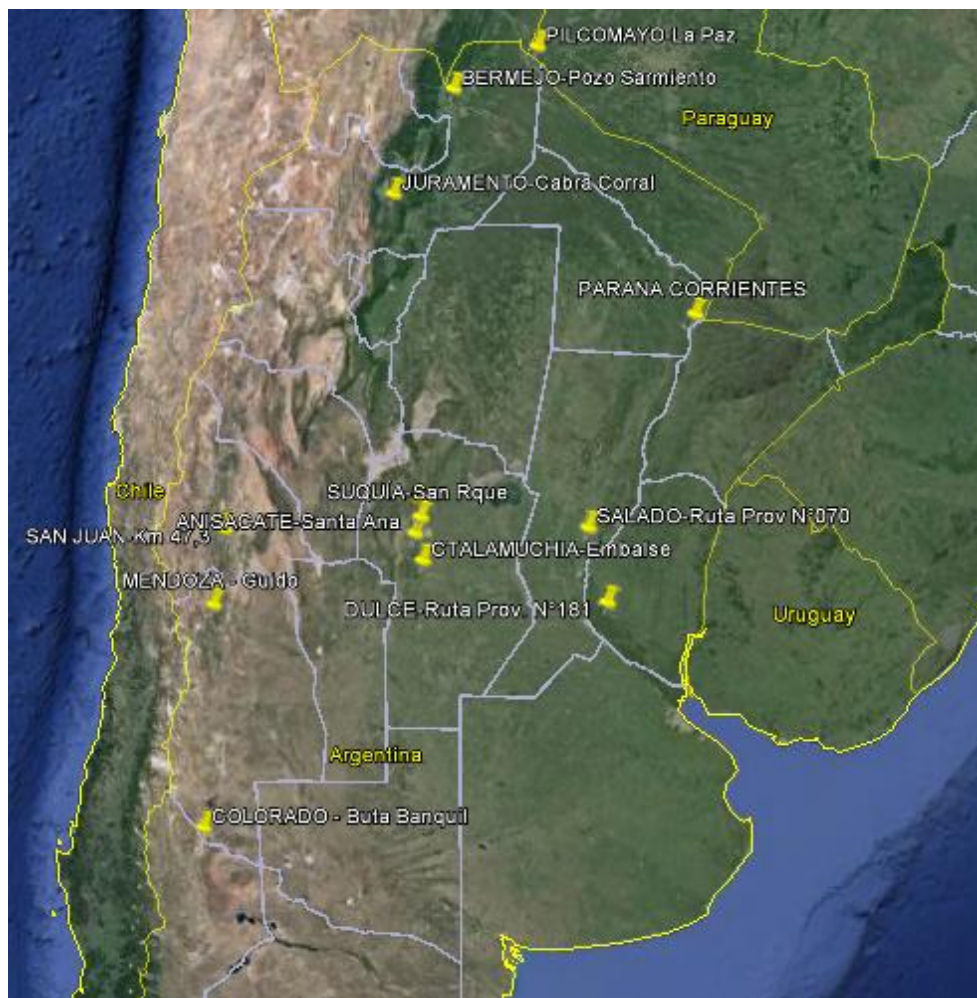 PILCOMAYO-La Paz
BERMEJO-Pozo Sarmiento
Paraguay
JURAMENTO-Cabra Corral
PARANA CORRIENTES
Chile
SUQUÍA-San Rque
ANISACATE-Santa Ana
SALADO-Ruta Prov N°070
SAN JUAN-Km 47,3
CTALAMUCHIA-Embalse
MENDOZA - Guido
DULCE-Ruta Prov. N°181
Uruguay
Argentina
COLORADO - Buta Banquil